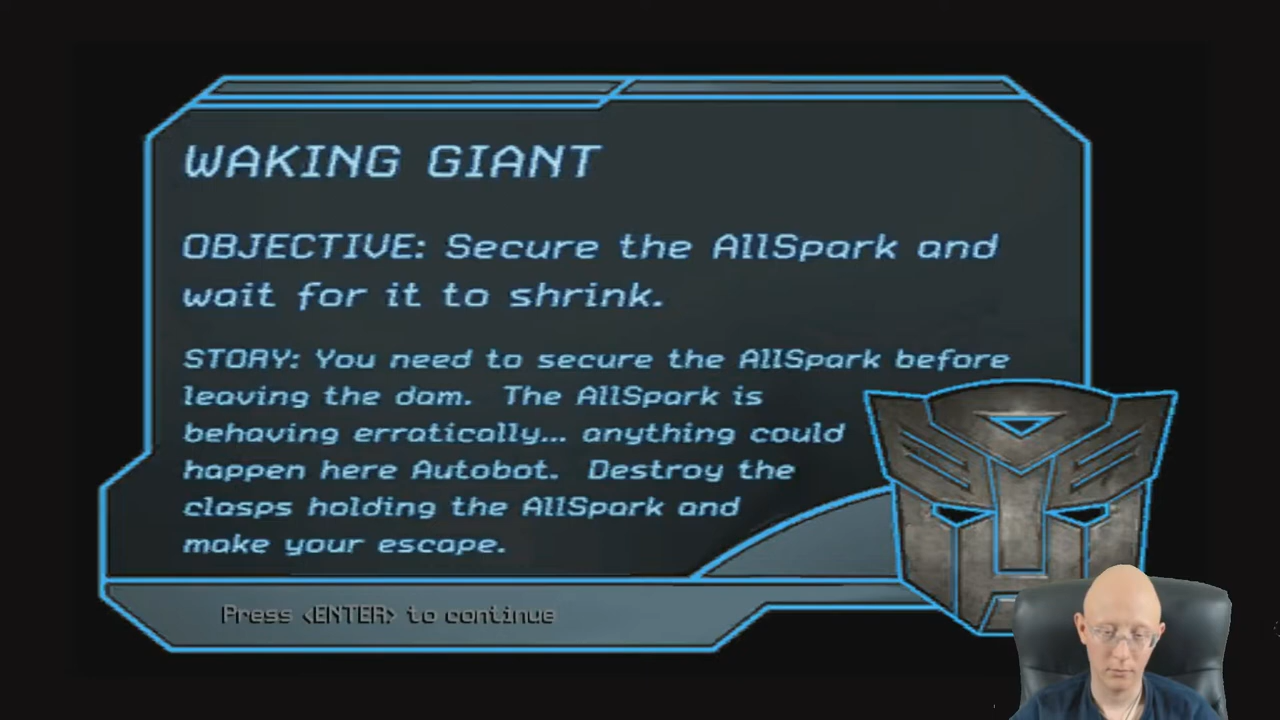 WAKING GIANT
OBJECTIVE: Secure the AllSpark and
wait for it to shrink.
STORY: You need to secure the AllSpark before
leaving the dam. The AllSpark is
behaving erratically... anything could
happen here Autobot. Destroy the
clasps holding the AllSpark and
make your escape.
Press <ENTER> to continue